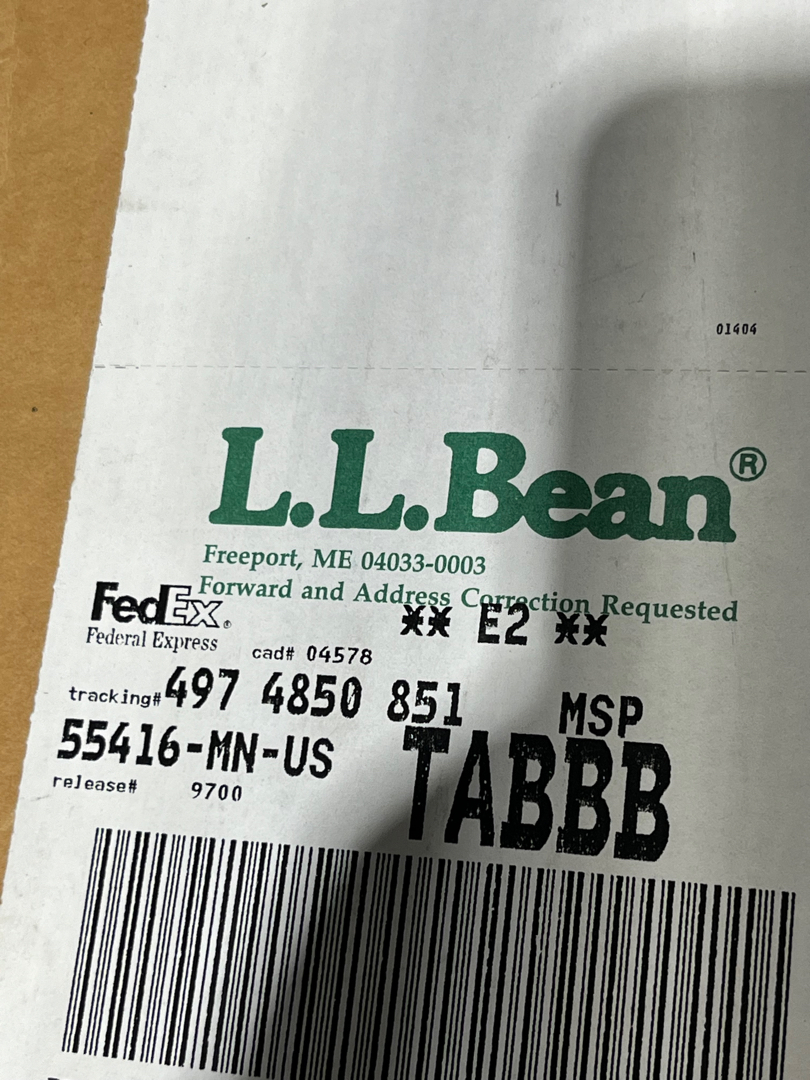 01404
L.L.Bean®
Freeport, ME 04033-0003
Forward and Address Correction Requested
FedEx®
** E2 **
Federal Express
cad# 04578
tracking# 497 4850 851
MSP
55416-MN-US
TABBB
release# 9700